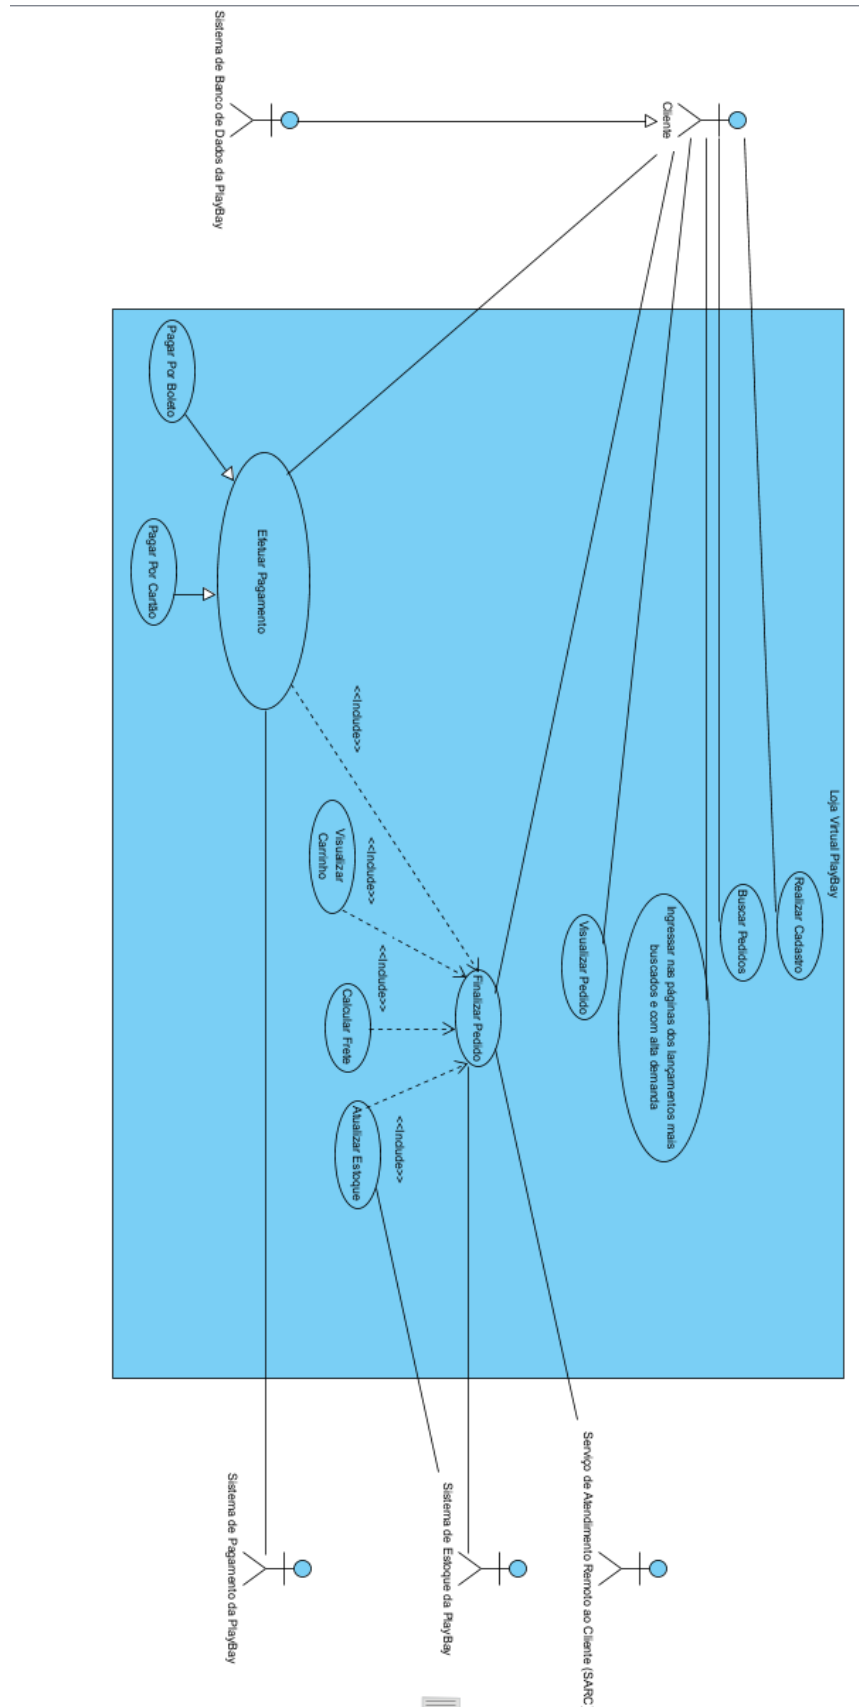 Loja Virtual PlayBay
Cliente
Sistema de Banco de Dados da PlayBay
Realizar Cadastro
Buscar Pedidos
Ingressar nas páginas dos lançamentos mais
buscados e com alta demanda
Visualizar Pedido
Finalizar Pedido
<<Include>>
<<Include>>
<<Include>>
<<Include>>
Visualizar
Carrinho
Calcular Frete
Atualizar Estoque
Efetuar Pagamento
Pagar Por Boleto
Pagar Por Cartão
Serviço de Atendimento Remoto ao Cliente (SARC
Sistema de Estoque da PlayBay
Sistema de Pagamento da PlayBay